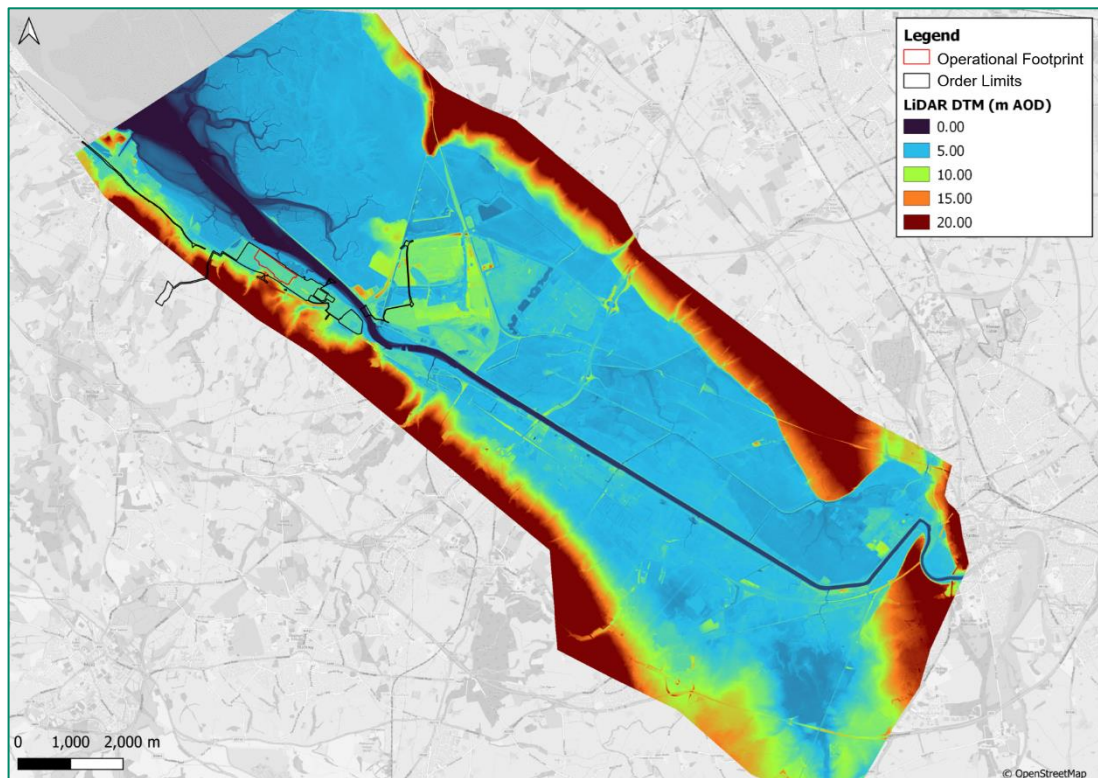 Legend
Operational Footprint
Order Limits
LiDAR DTM (m AOD)
0.00
5.00
10.00
15.00
20.00
0 1,000 2,000 m
© OpenStreetMap